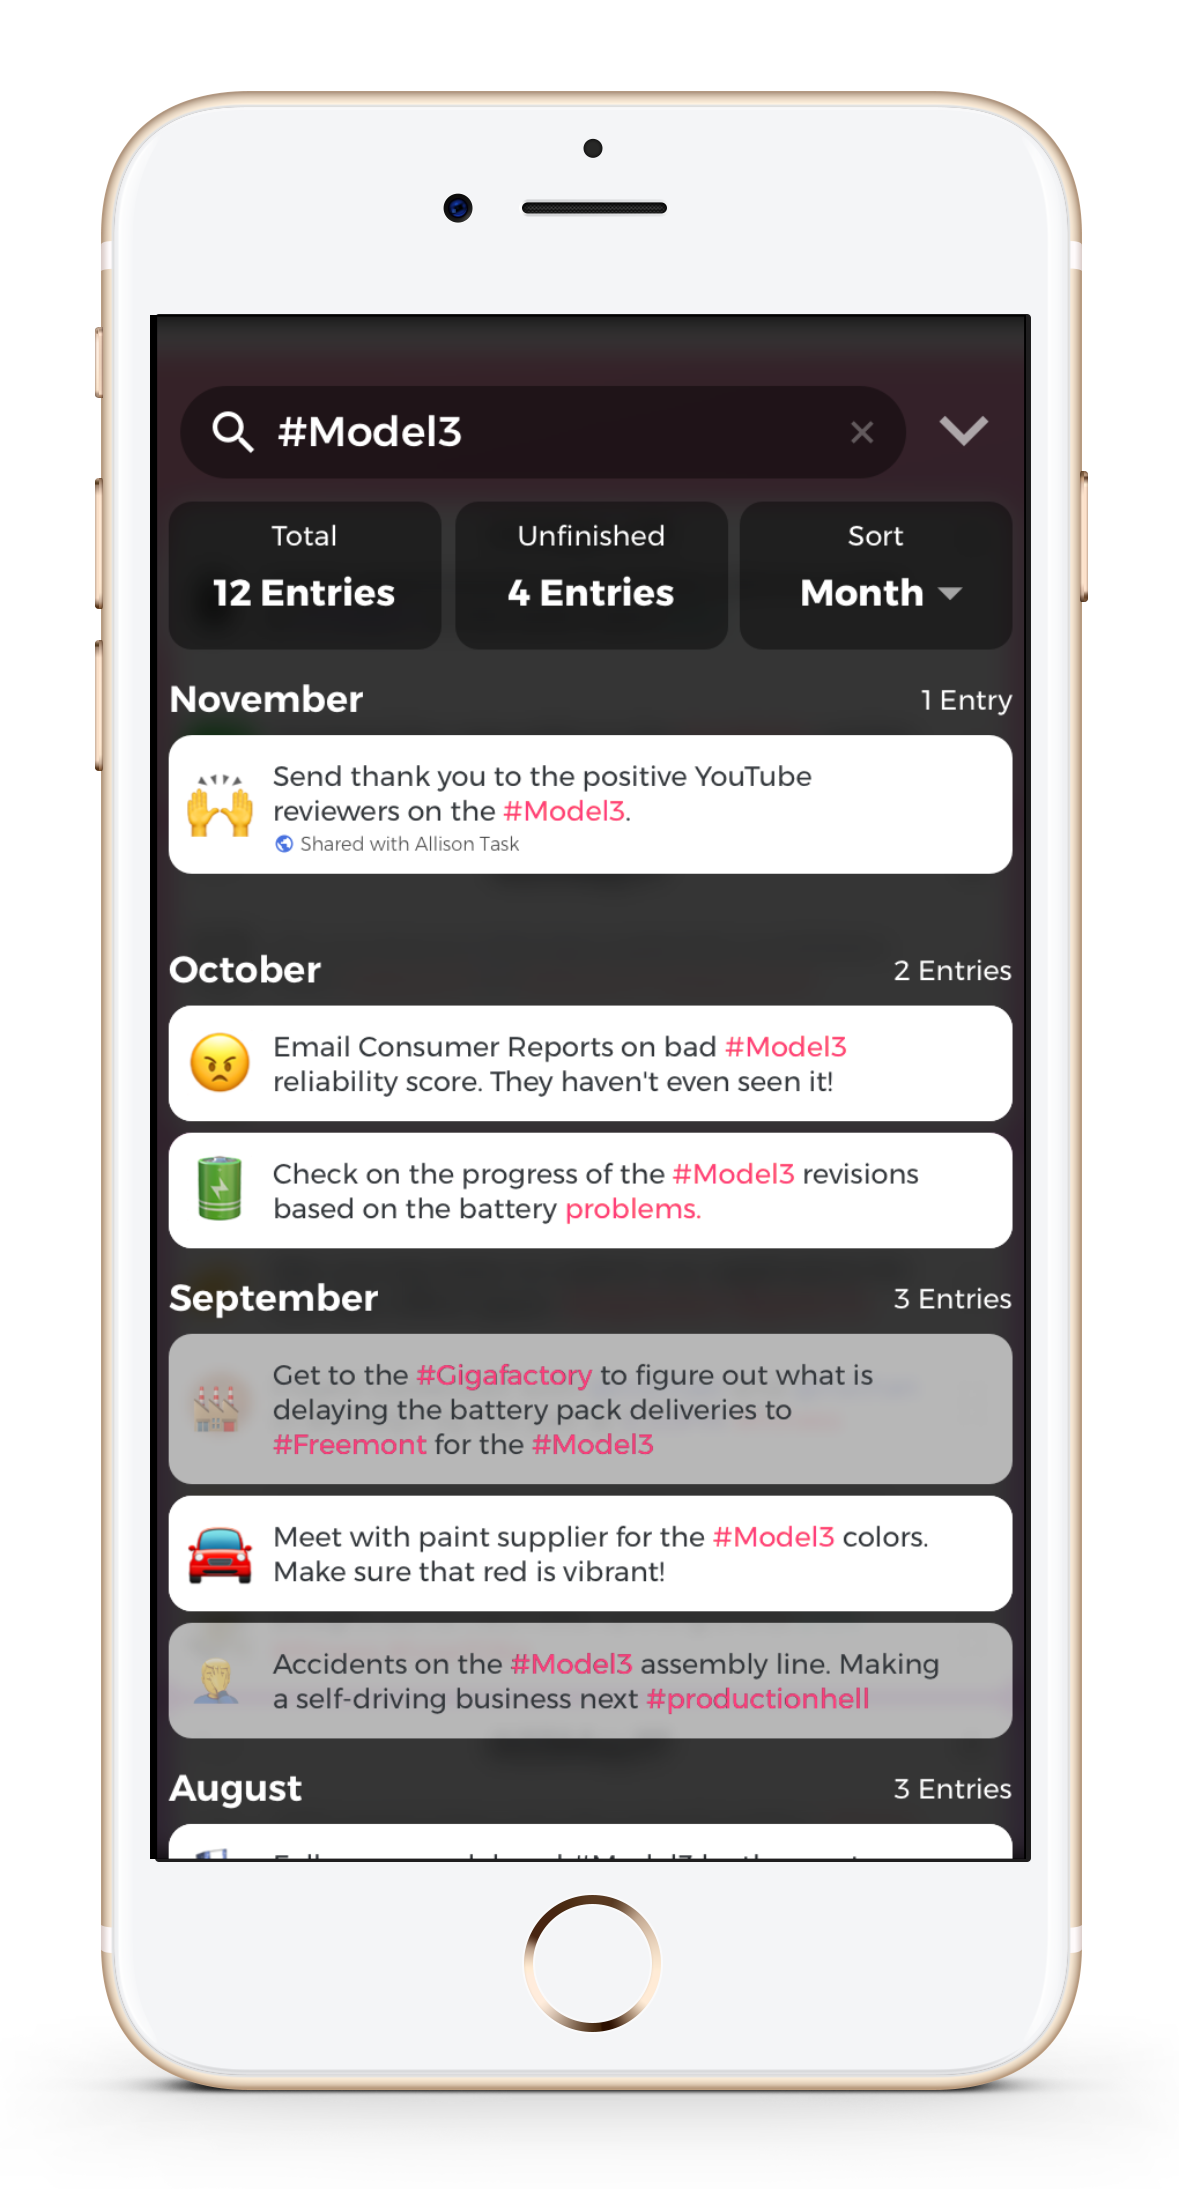 #Model3
Total
12 Entries
Unfinished
4 Entries
Sort
Month
November
1 Entry
Send thank you to the positive YouTube
reviewers on the #Model3.
Shared with Allison Task
October
2 Entries
Email Consumer Reports on bad #Model3
reliability score. They haven't even seen it!
Check on the progress of the #Model3 revisions
based on the battery problems.
September
3 Entries
Get to the #Gigafactory to figure out what is
delaying the battery pack deliveries to
#Freemont for the #Model3
Meet with paint supplier for the #Model3 colors.
Make sure that red is vibrant!
Accidents on the #Model3 assembly line. Making
a self-driving business next #productionhell
August
3 Entries